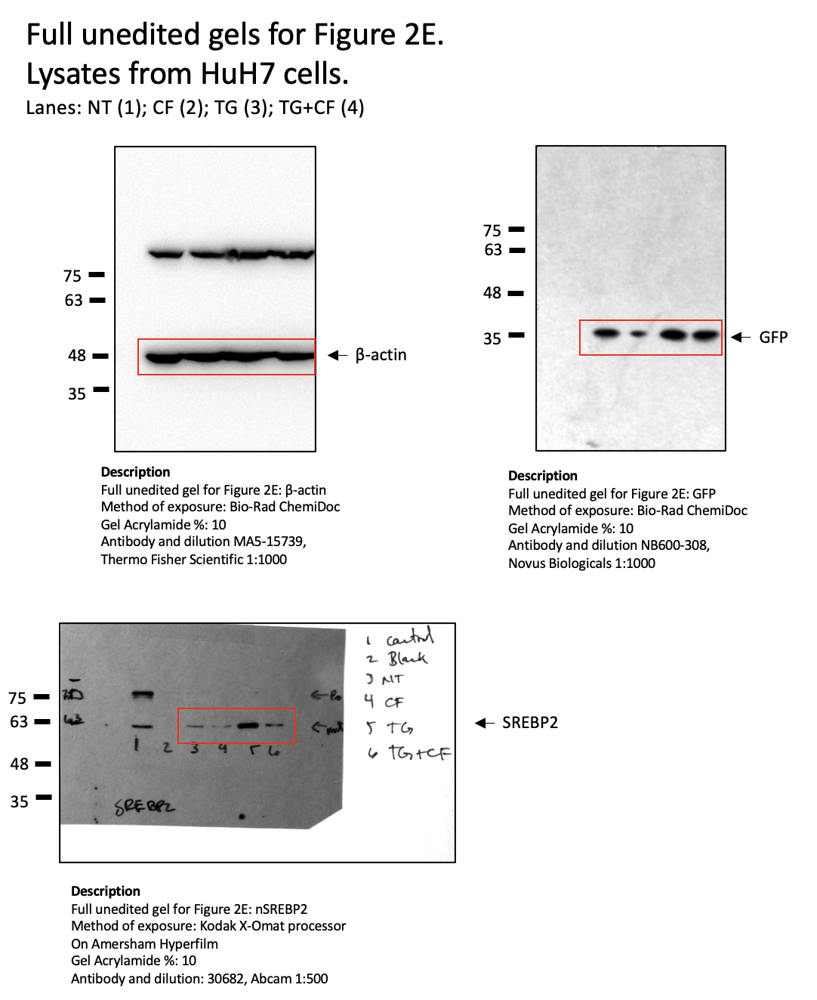 Full unedited gels for Figure 2E.
Lysates from HuH7 cells.
Lanes: NT (1); CF (2); TG (3); TG+CF (4)
75
63
48
35
β-actin
Description
Full unedited gel for Figure 2E: β-actin
Method of exposure: Bio-Rad ChemiDoc
Gel Acrylamide %: 10
Antibody and dilution MA5-15739,
Thermo Fisher Scientific 1:1000
75
63
48
35
GFP
Description
Full unedited gel for Figure 2E: GFP
Method of exposure: Bio-Rad ChemiDoc
Gel Acrylamide %: 10
Antibody and dilution NB600-308,
Novus Biologicals 1:1000
75
63
48
35
63
1 2 3 4 5 6
SREBP2
1 Control
2 Blank
3 NT
4 CF
5 TG
6 TG+CF
SREBP2
Description
Full unedited gel for Figure 2E: nSREBP2
Method of exposure: Kodak X-Omat processor
On Amersham Hyperfilm
Gel Acrylamide %: 10
Antibody and dilution: 30682, Abcam 1:500